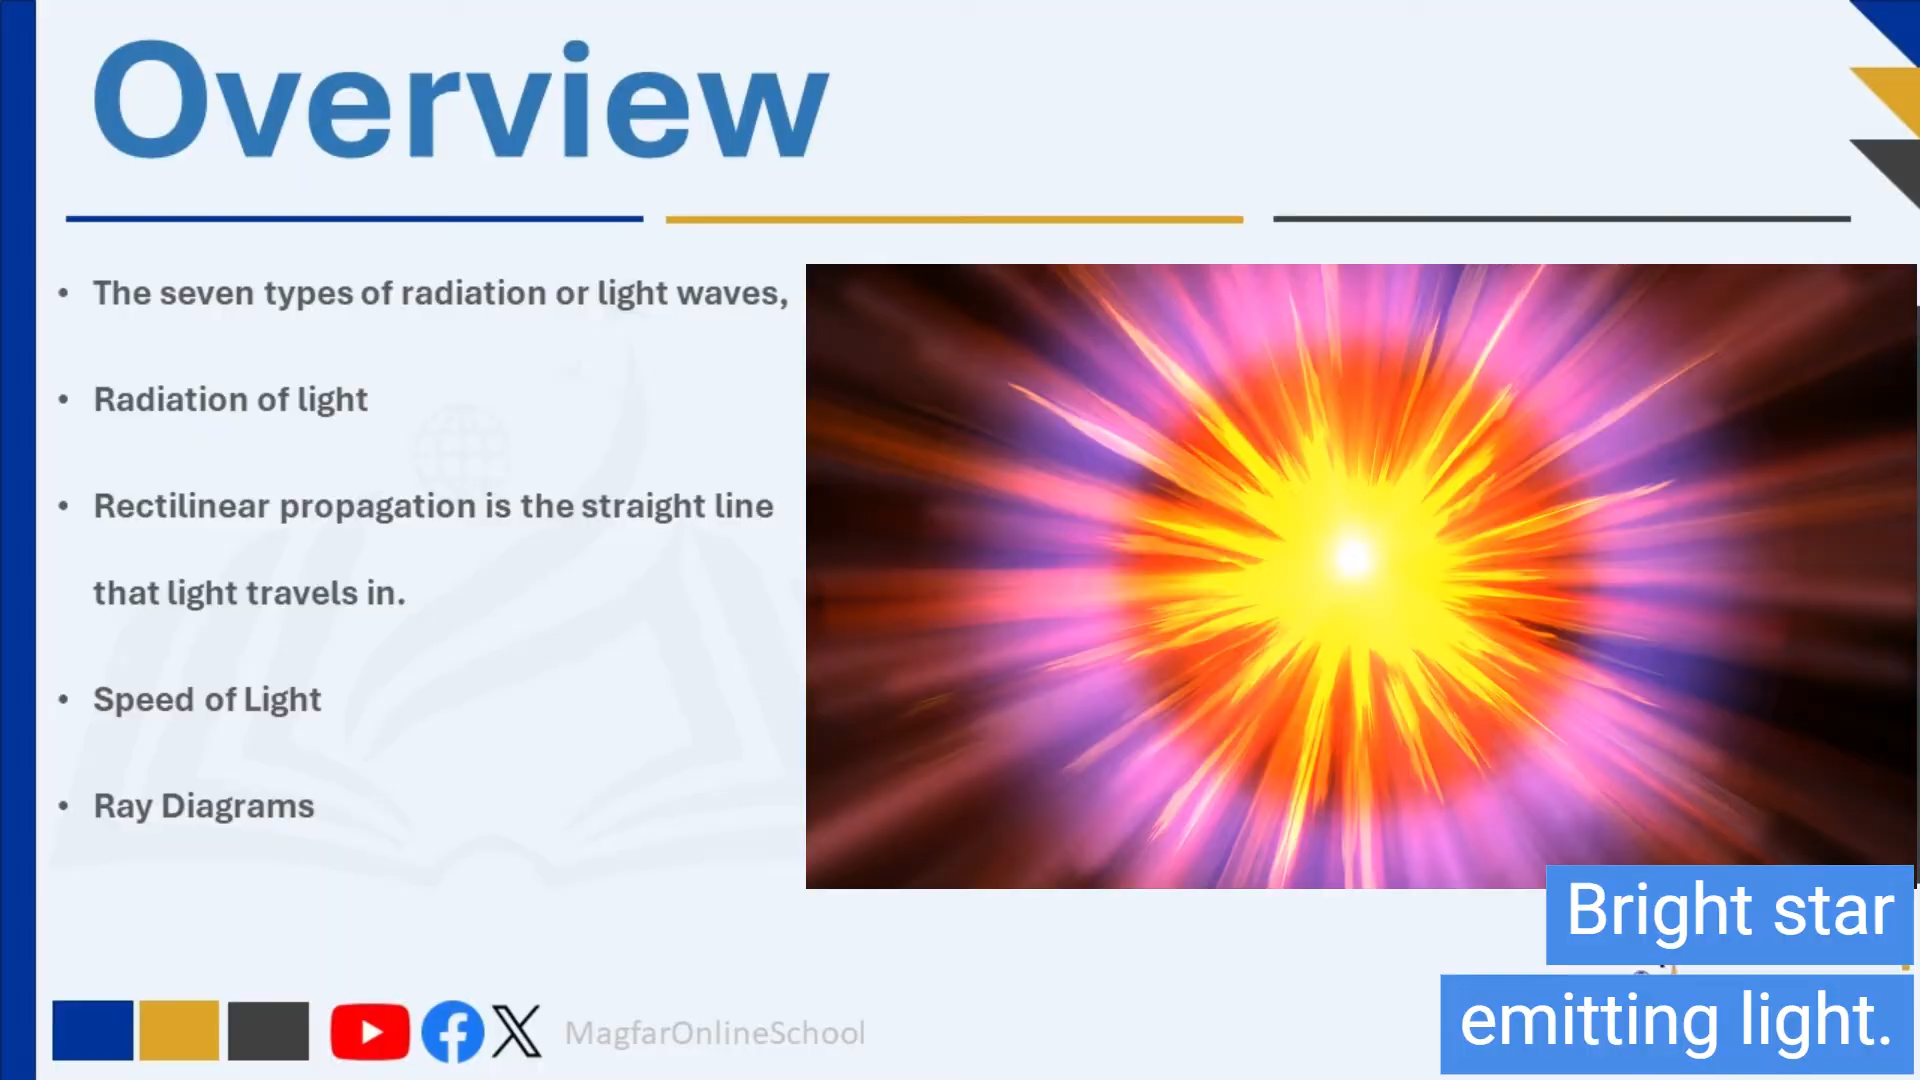 Overview
• The seven types of radiation or light waves,
• Radiation of light
• Rectilinear propagation is the straight line
that light travels in.
• Speed of Light
• Ray Diagrams
Bright star
emitting light.
MagfarOnlineSchool